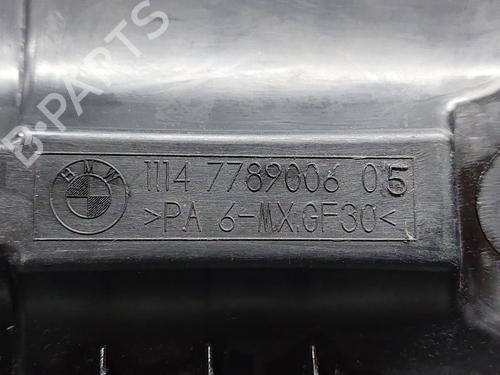 B-PARTS
BMW
1114 7789006 05
>PA 6-MX.GF30<